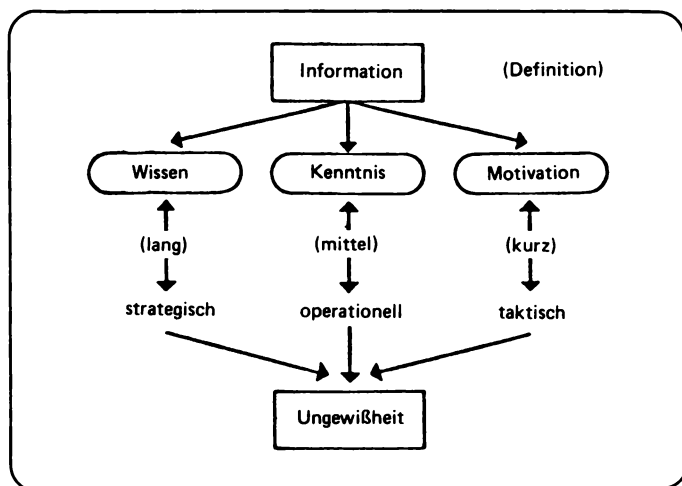 Information (Definition)
Wissen Kenntnis Motivation
(lang) (mittel) (kurz)
strategisch operationell taktisch
Ungewißheit